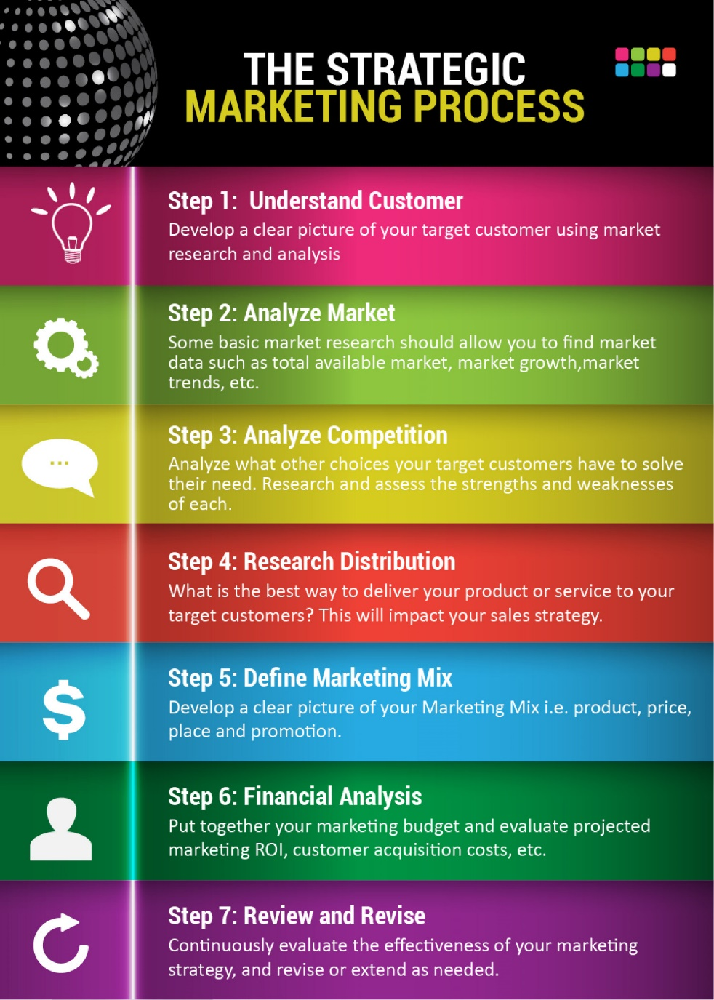 THE STRATEGIC
MARKETING PROCESS
Step 1:  Understand Customer
Develop a clear picture of your target customer using market
research and analysis
Step 2: Analyze Market
Some basic market research should allow you to find market
data such as total available market, market growth,market
trends, etc.
Step 3: Analyze Competition
Analyze what other choices your target customers have to solve
their need. Research and assess the strengths and weaknesses
of each.
Step 4: Research Distribution
What is the best way to deliver your product or service to your
target customers? This will impact your sales strategy.
Step 5: Define Marketing Mix
Develop a clear picture of your Marketing Mix i.e. product, price,
place and promotion.
Step 6: Financial Analysis
Put together your marketing budget and evaluate projected
marketing ROI, customer acquisition costs, etc.
Step 7: Review and Revise
Continuously evaluate the effectiveness of your marketing
strategy, and revise or extend as needed.